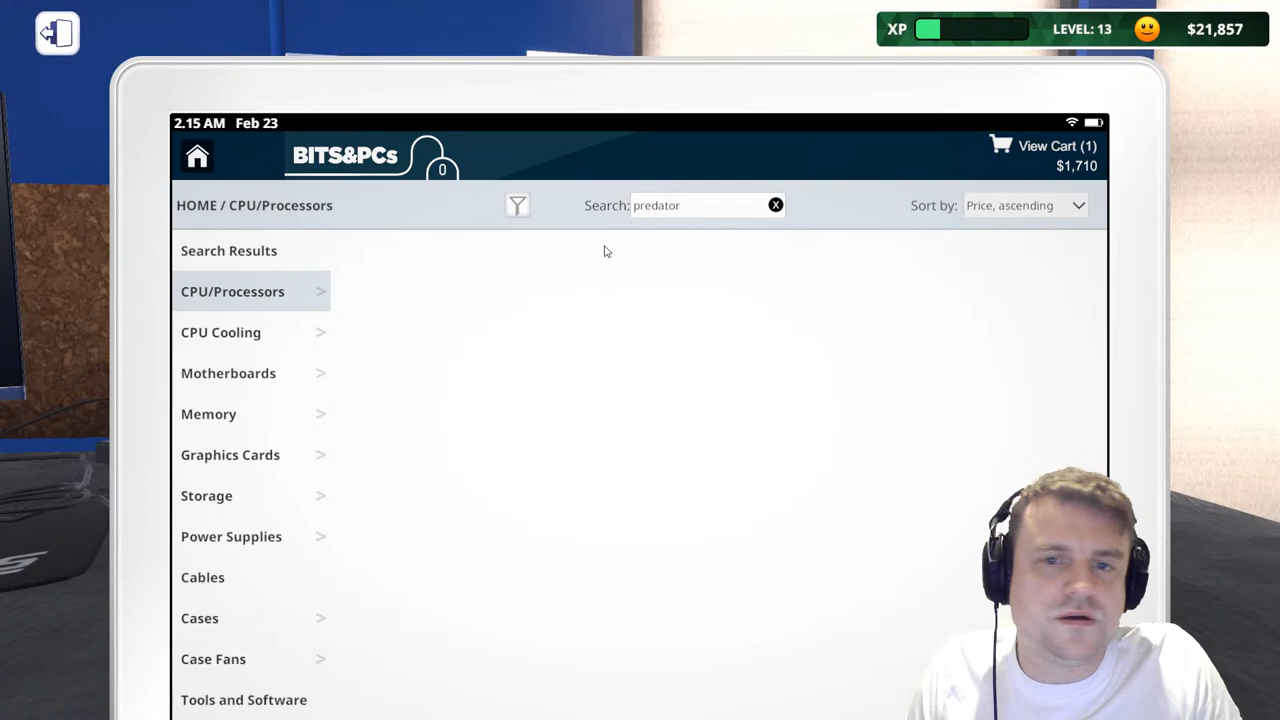 XP LEVEL: 13 $21,857
2.15 AM Feb 23
BITS&PCs 0
View Cart (1)
$1,710
HOME / CPU/Processors
Search: predator X
Sort by: Price, ascending
Search Results
CPU/Processors >
CPU Cooling >
Motherboards >
Memory >
Graphics Cards >
Storage >
Power Supplies >
Cables
Cases >
Case Fans >
Tools and Software